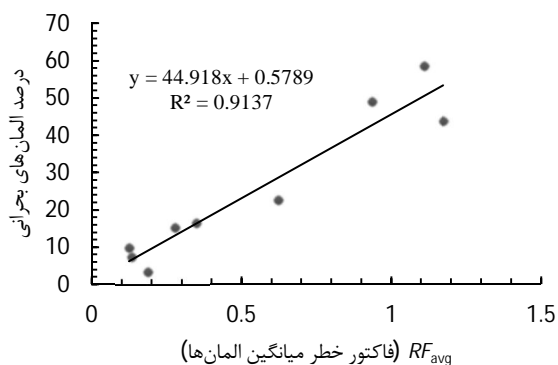 70
60
50
40
30
20
10
0
درصد المان‌های بحرانی
y = 44.918x + 0.5789
R² = 0.9137
0 0.5 1 1.5
RFavg (فاکتور خطر میانگین المان‌ها)